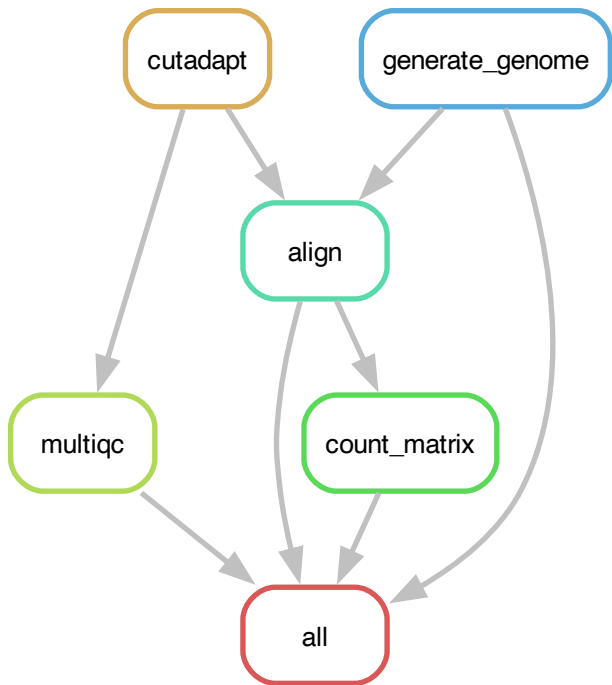 cutadapt
generate_genome
align
multiqc
count_matrix
all